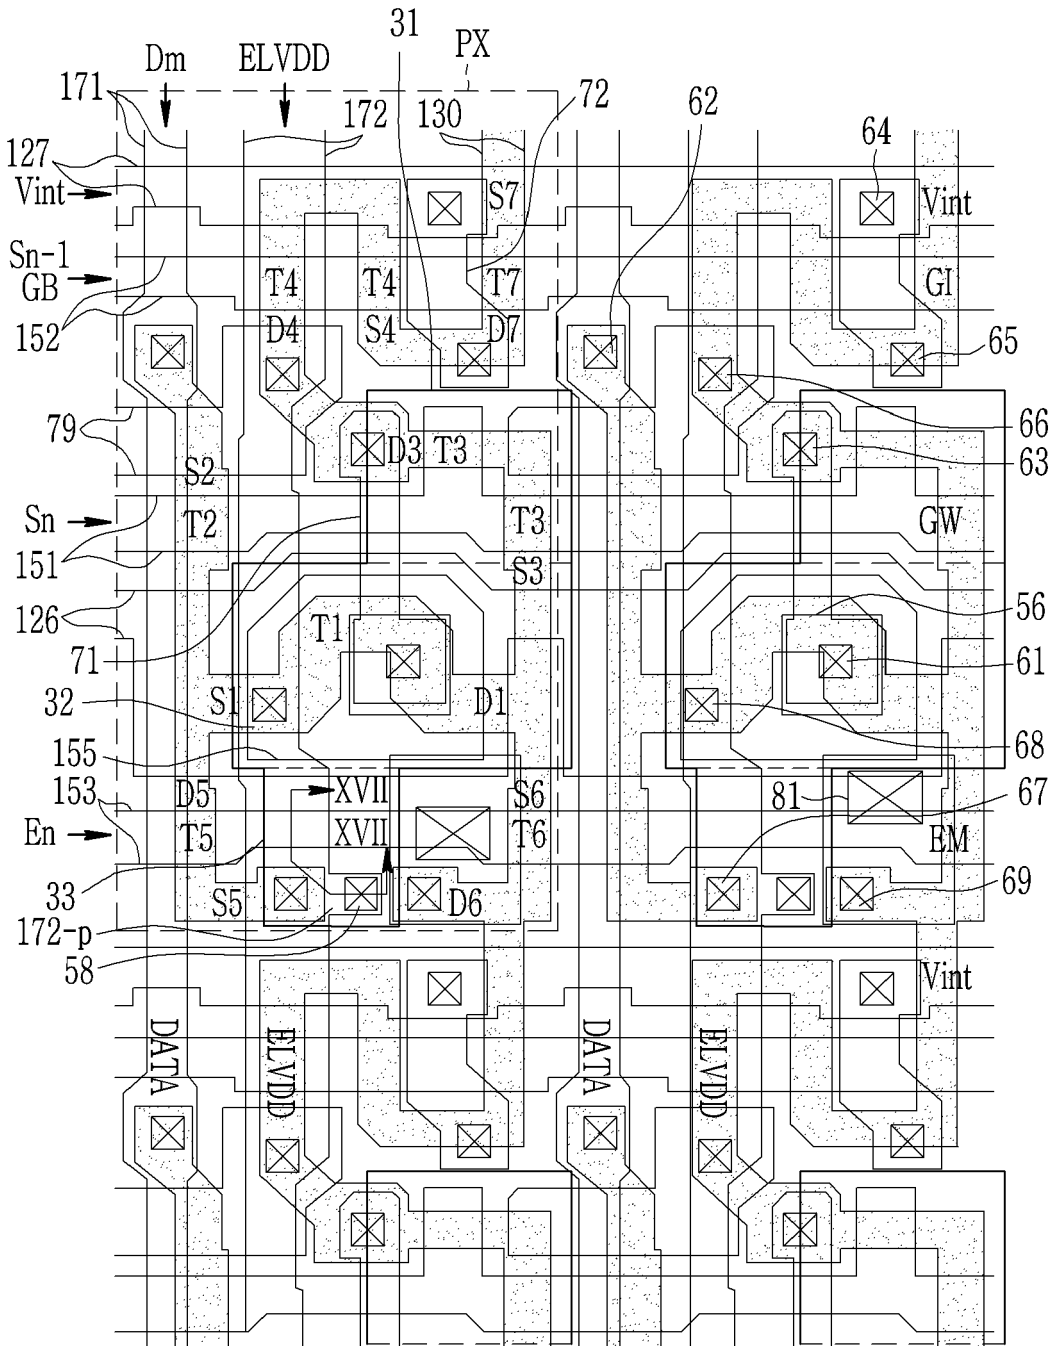 31
PX
Dm
ELVDD
171
172
130
72
62
64
127
Vint
S7
Vint
Sn-1
GB
T4
T4
T7
GI
152
D4
S4
D7
65
79
66
D3
T3
63
S2
Sn
T2
T3
GW
151
S3
126
56
T1
71
61
S1
D1
32
68
155
153
D5
XVII
S6
81
67
En
T5
XVII
T6
EM
33
S5
D6
69
172-p
58
Vint
DATA
ELVDD
DATA
ELVDD